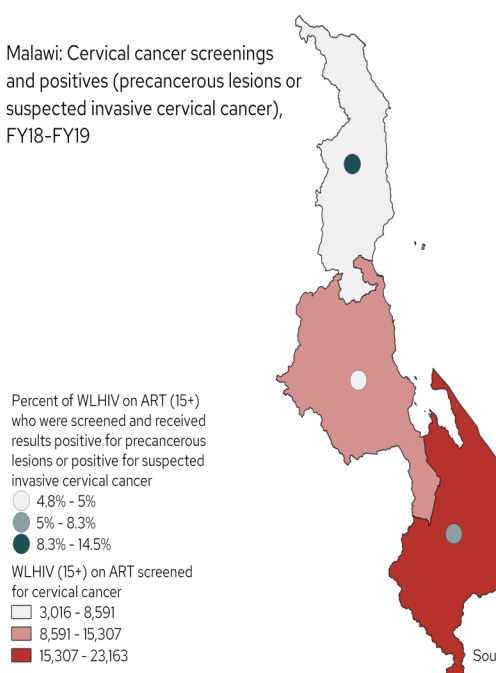 Malawi: Cervical cancer screenings
and positives (precancerous lesions or
suspected invasive cervical cancer),
FY18-FY19
Percent of WLHIV on ART (15+)
who were screened and received
results positive for precancerous
lesions or positive for suspected
invasive cervical cancer
4.8% - 5%
5% - 8.3%
8.3% - 14.5%
WLHIV (15+) on ART screened
for cervical cancer
3,016 - 8,591
8,591 - 15,307
15,307 - 23,163
Sou